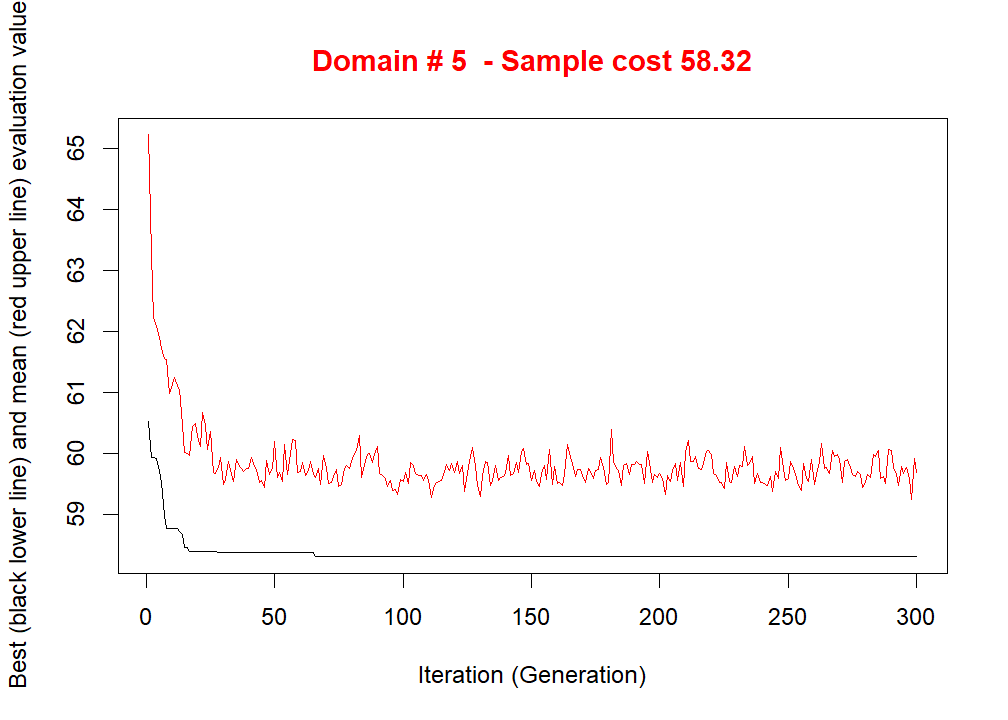 Domain # 5  - Sample cost 58.32
Best (black lower line) and mean (red upper line) evaluation value
65
64
63
62
61
60
59
0 50 100 150 200 250 300
Iteration (Generation)